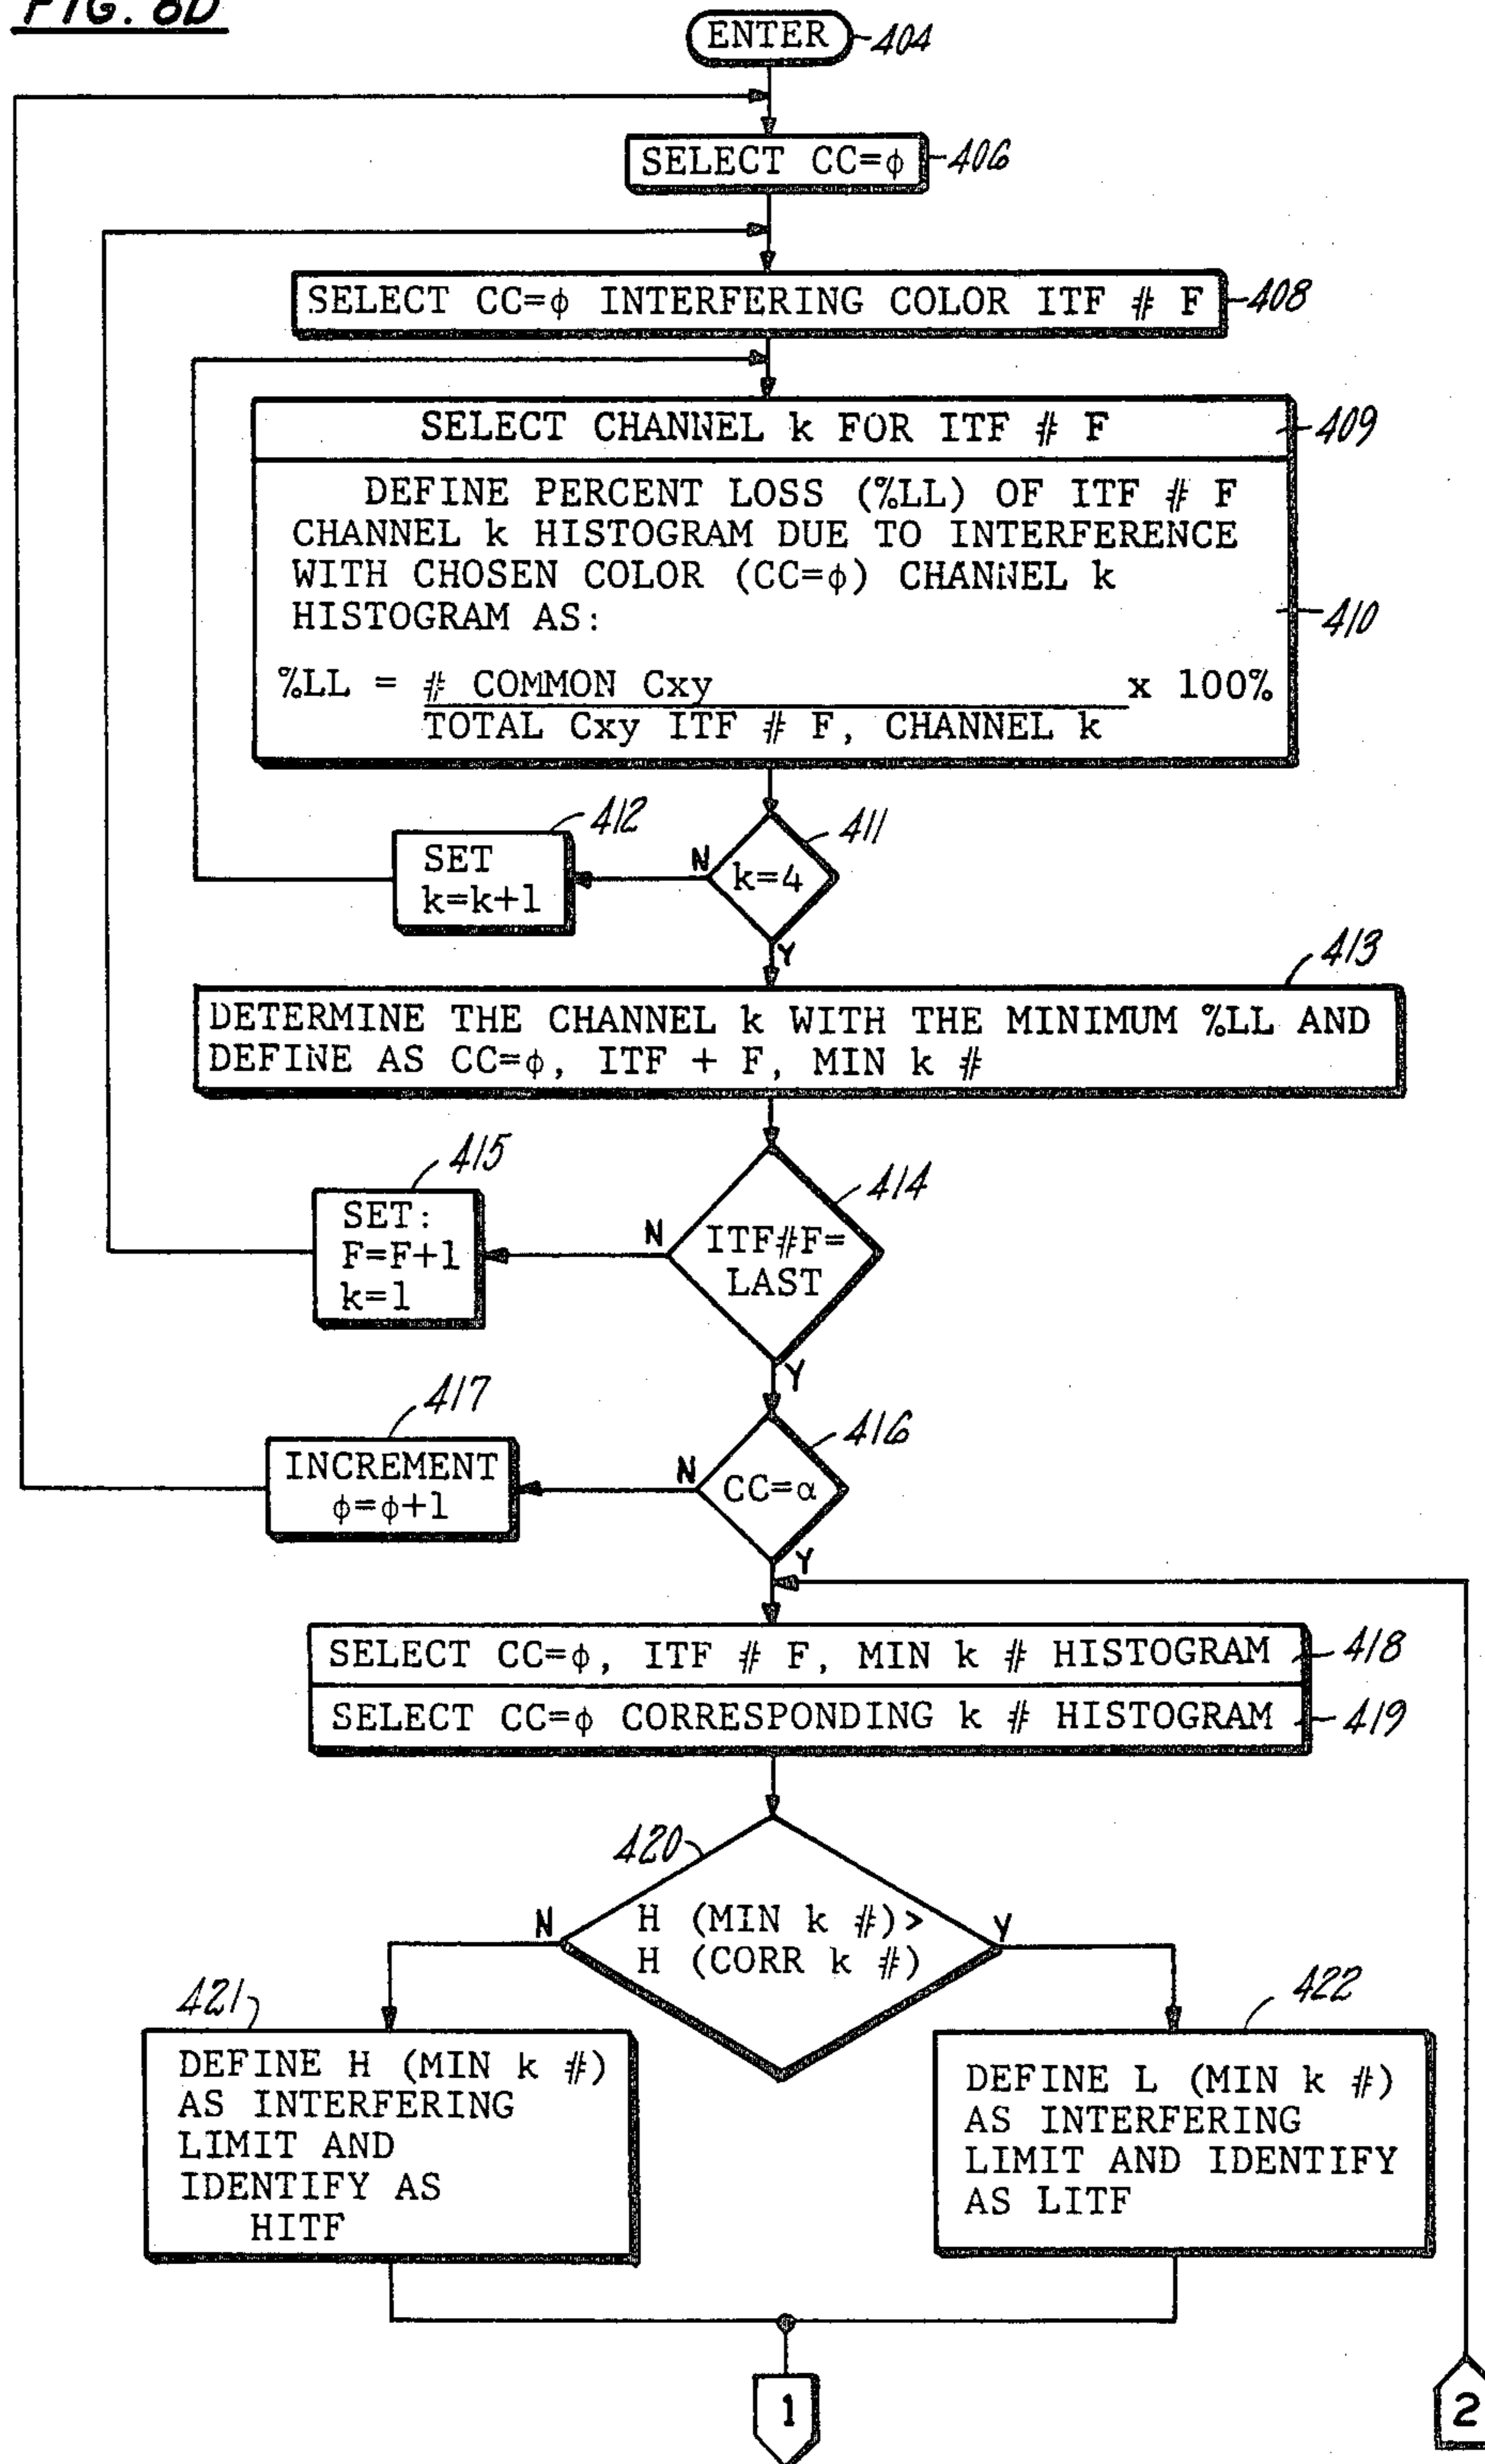 FIG. 8D
ENTER 404
SELECT CC=φ 406
SELECT CC=φ INTERFERING COLOR ITF # F 408
SELECT CHANNEL k FOR ITF # F 409
DEFINE PERCENT LOSS (%LL) OF ITF # F
CHANNEL k HISTOGRAM DUE TO INTERFERENCE
WITH CHOSEN COLOR (CC=φ) CHANNEL k
HISTOGRAM AS:
410
%LL = # COMMON Cxy x 100%
TOTAL Cxy ITF # F, CHANNEL k
412
411
SET
k=k+1
N
k=4
Y
413
DETERMINE THE CHANNEL k WITH THE MINIMUM %LL AND
DEFINE AS CC=φ, ITF + F, MIN k #
415
414
SET:
F=F+1
k=1
N
ITF#F=
LAST
Y
417
416
INCREMENT
φ=φ+1
N
CC=α
Y
SELECT CC=φ, ITF # F, MIN k # HISTOGRAM 418
SELECT CC=φ CORRESPONDING k # HISTOGRAM 419
420
N
H (MIN k #)>
H (CORR k #)
Y
421
DEFINE H (MIN k #)
AS INTERFERING
LIMIT AND
IDENTIFY AS
HITF
422
DEFINE L (MIN k #)
AS INTERFERING
LIMIT AND IDENTIFY
AS LITF
1
2